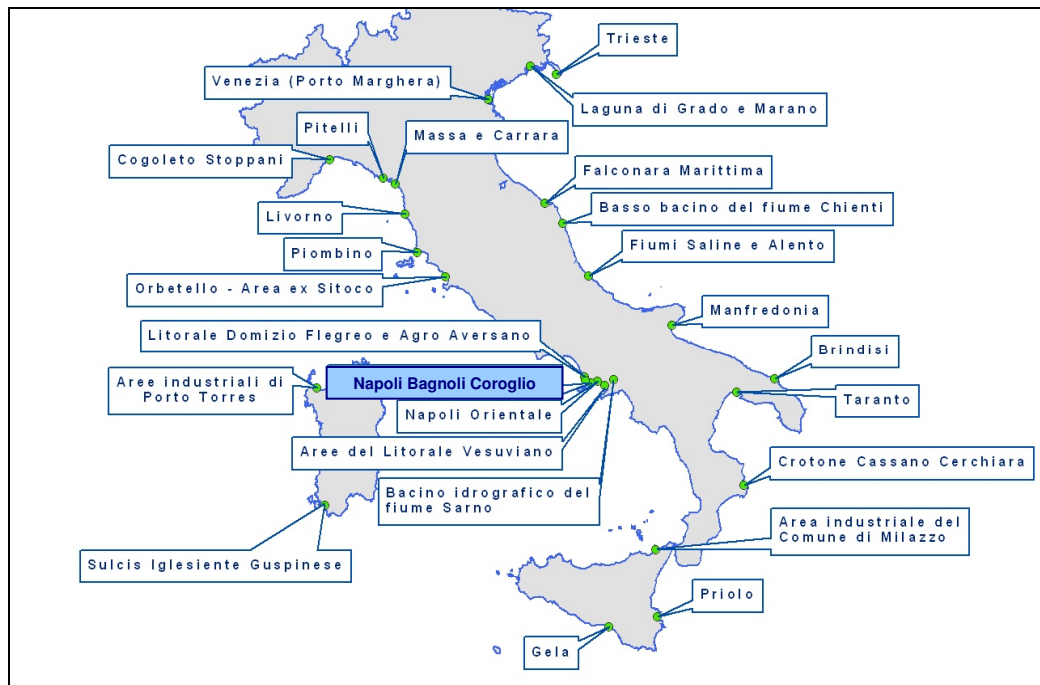 Trieste
Venezia (Porto Marghera)
Laguna di Grado e Marano
Pitelli
Massa e Carrara
Cogoleto Stoppani
Falconara Marittima
Livorno
Basso bacino del fiume Chienti
Piombino
Fiumi Saline e Alento
Orbetello - Area ex Sitoco
Manfredonia
Litorale Domizio Flegreo e Agro Aversano
Brindisi
Aree industriali di
Porto Torres
Napoli Bagnoli Coroglio
Taranto
Napoli Orientale
Aree del Litorale Vesuviano
Crotone Cassano Cerchiara
Bacino idrografico del
fiume Sarno
Area industriale del
Comune di Milazzo
Sulcis Iglesiente Guspinese
Priolo
Gela